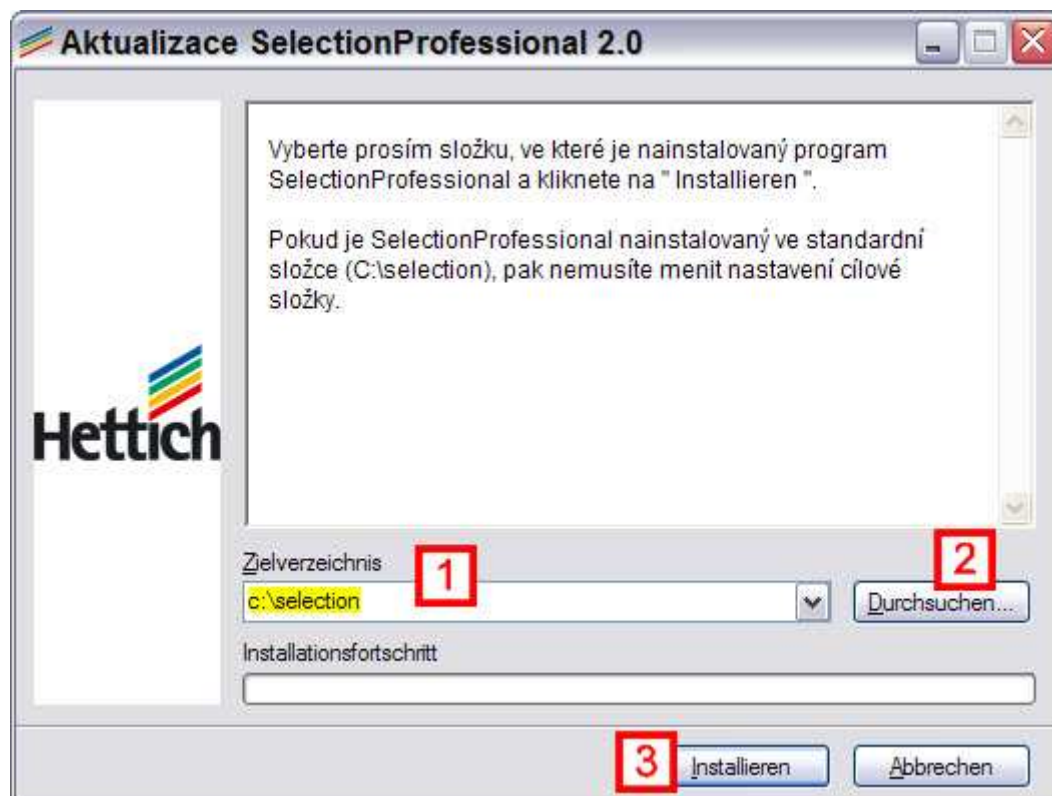 Aktualizace SelectionProfessional 2.0
Vyberte prosím složku, ve které je nainstalovaný program
SelectionProfessional a kliknete na " Installieren ".
Pokud je SelectionProfessional nainstalovaný ve standardní
složce (C:\selection), pak nemusíte menit nastavení cílové
složky.
Hettich
Zielverzeichnis
1
2
c:\selection
Durchsuchen...
Installationsfortschritt
3
Installieren
Abbrechen